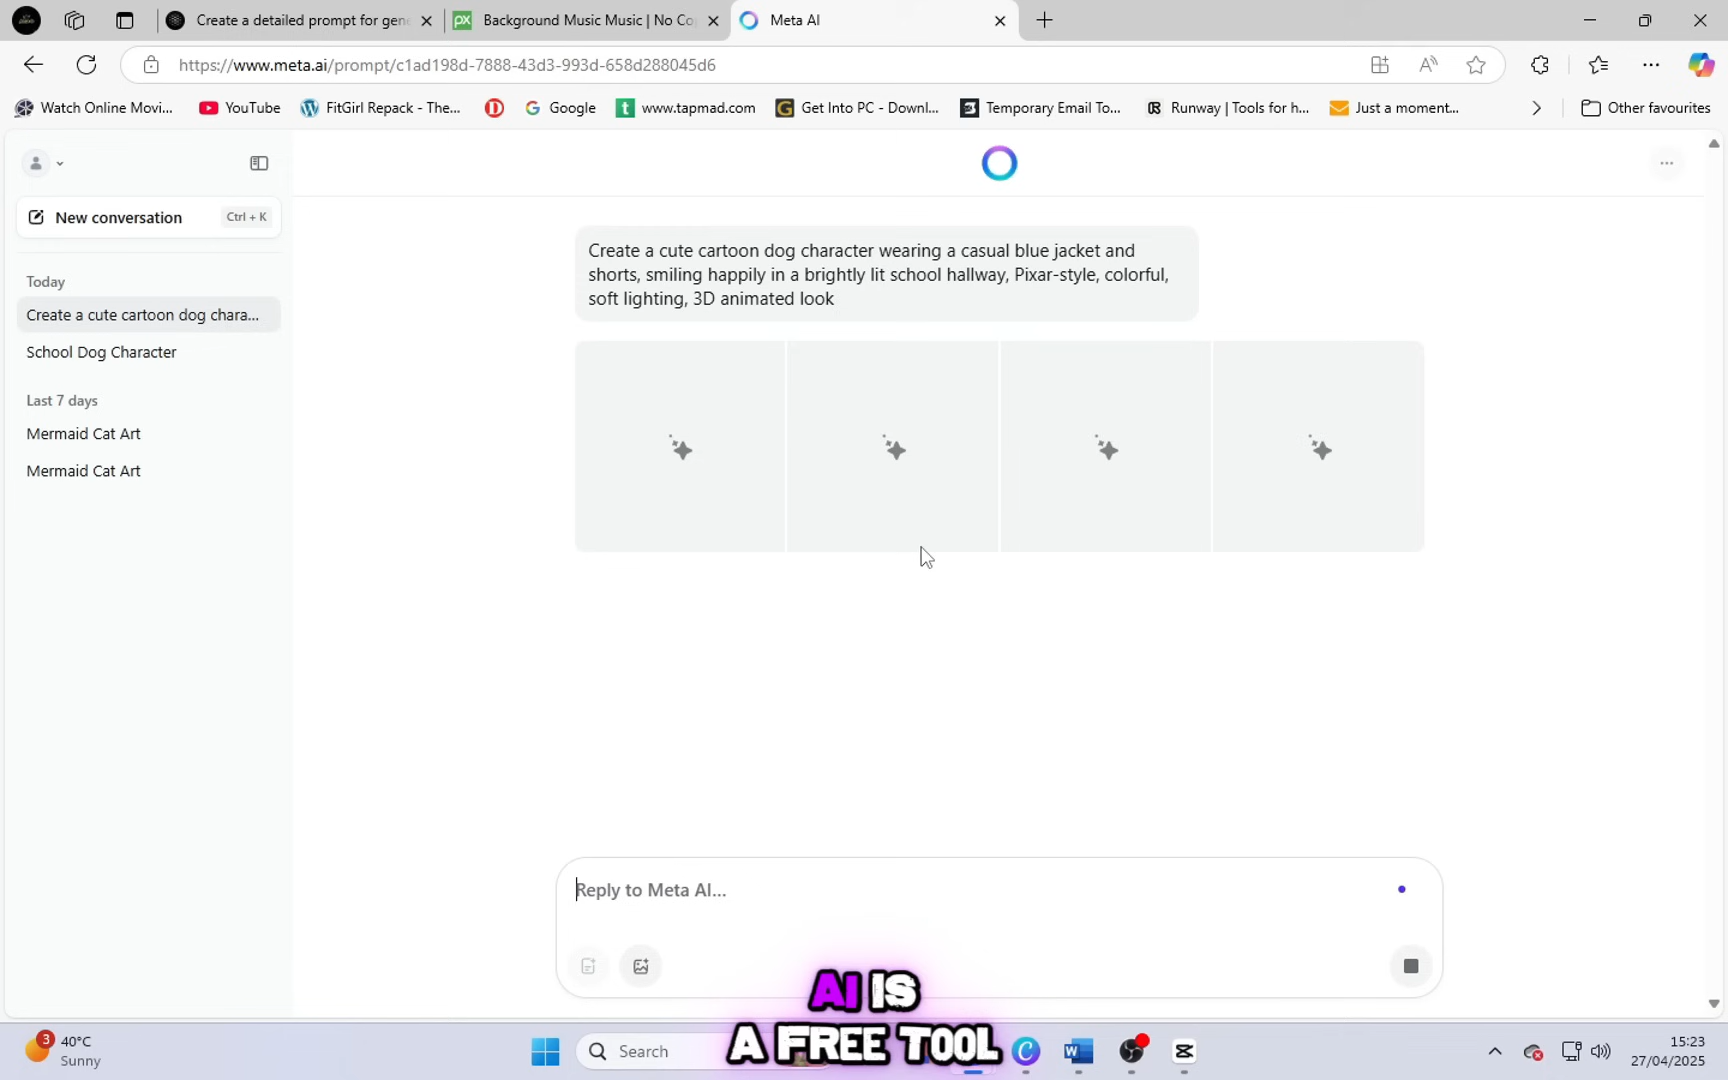 Create a detailed prompt for gene
Background Music Music | No Co
Meta AI
https://www.meta.ai/prompt/c1ad198d-7888-43d3-993d-658d288045d6
Watch Online Movi...
YouTube
FitGirl Repack - The...
Google
www.tapmad.com
Get Into PC - Downl...
Temporary Email To...
Runway | Tools for h...
Just a moment...
Other favourites
New conversation
Ctrl + K
Today
Create a cute cartoon dog chara...
School Dog Character
Last 7 days
Mermaid Cat Art
Mermaid Cat Art
Create a cute cartoon dog character wearing a casual blue jacket and
shorts, smiling happily in a brightly lit school hallway, Pixar-style, colorful,
soft lighting, 3D animated look
Reply to Meta AI...
AI IS
A FREE TOOL
3
40°C
Sunny
Search
15:23
27/04/2025